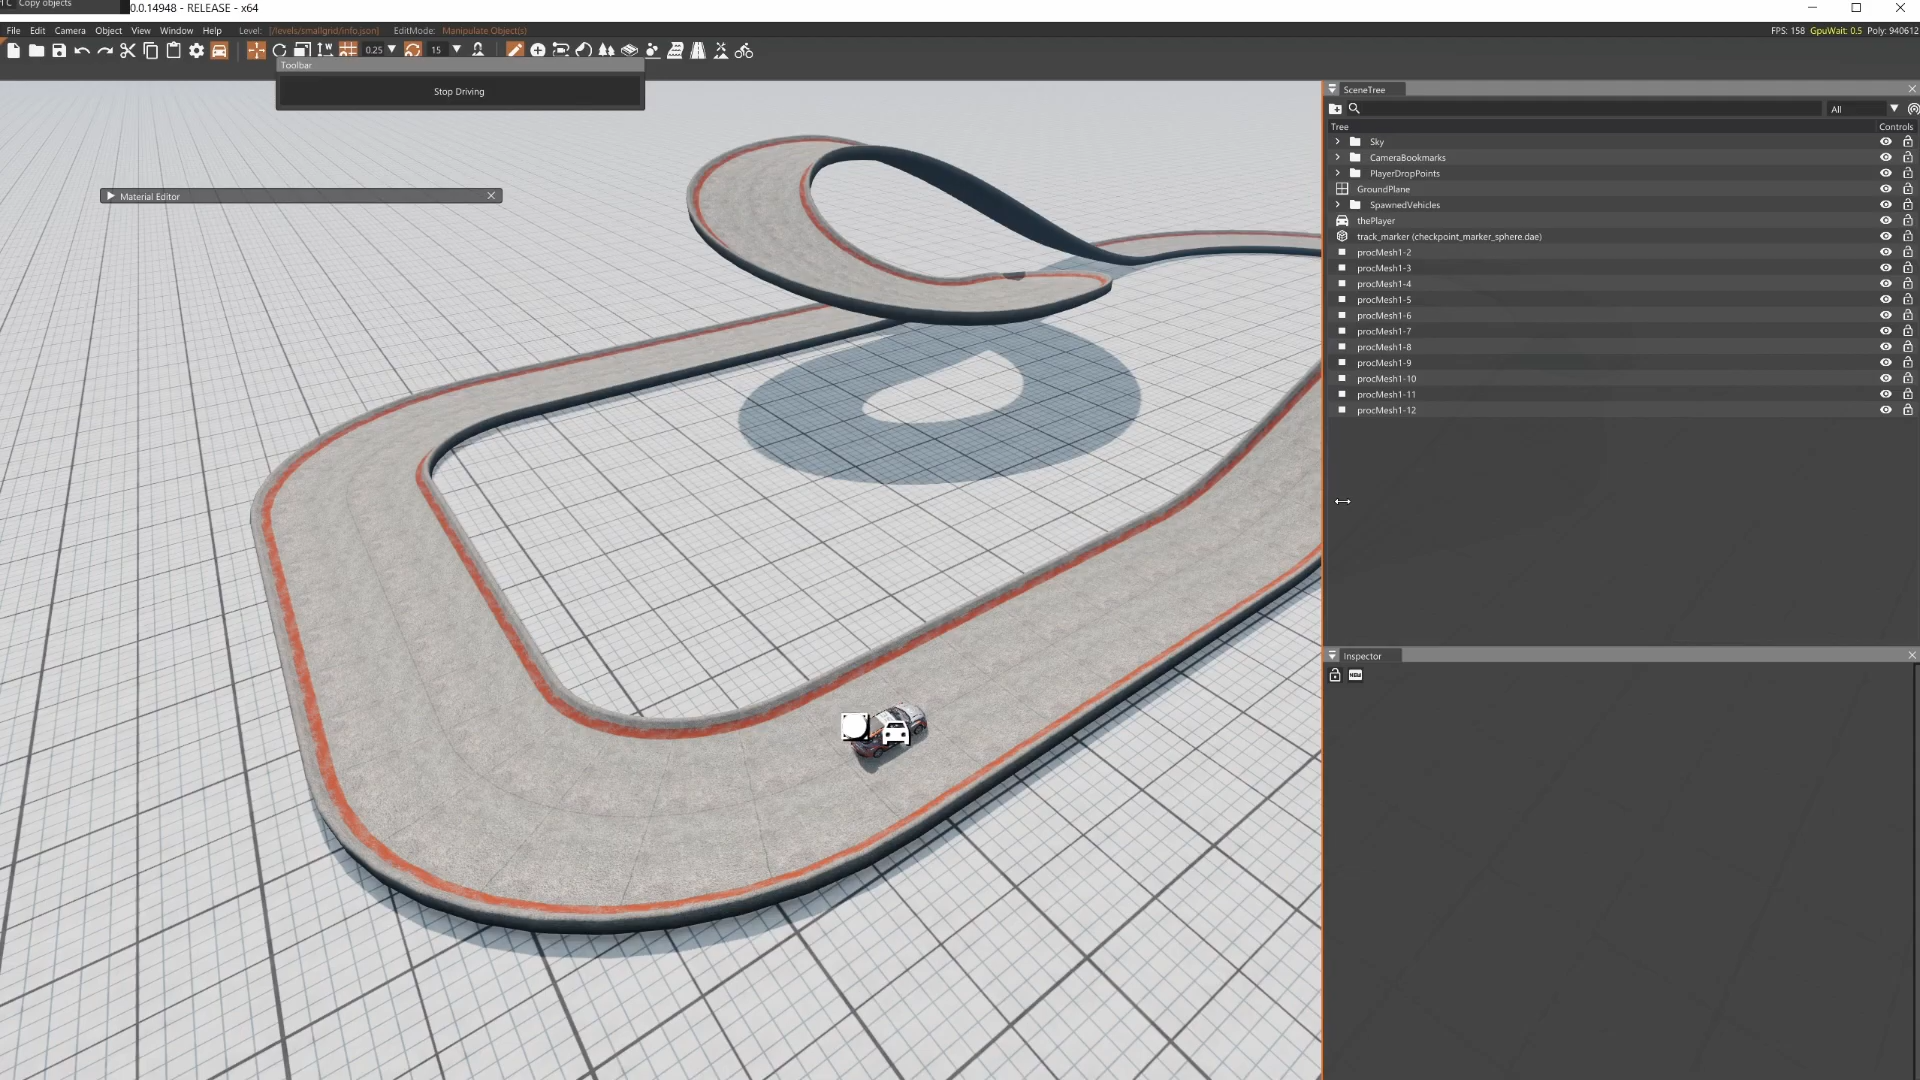 Copy objects
0.0.14948 - RELEASE - x64
File Edit Camera Object View Window Help Level: [/levels/smallgrid/info.json] EditMode: Manipulate Object(s)
FPS: 158 GpuWait: 0.5 Poly: 940612
0.25 15
Toolbar
Stop Driving
Material Editor
SceneTree
All
Tree Controls
Sky
CameraBookmarks
PlayerDropPoints
GroundPlane
SpawnedVehicles
thePlayer
track_marker (checkpoint_marker_sphere.dae)
procMesh1-2
procMesh1-3
procMesh1-4
procMesh1-5
procMesh1-6
procMesh1-7
procMesh1-8
procMesh1-9
procMesh1-10
procMesh1-11
procMesh1-12
Inspector
NEW